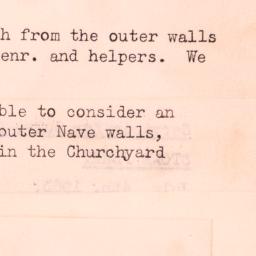 h from the outer walls
enr. and helpers.  We
ble to consider an
outer Nave walls,
in the Churchyard